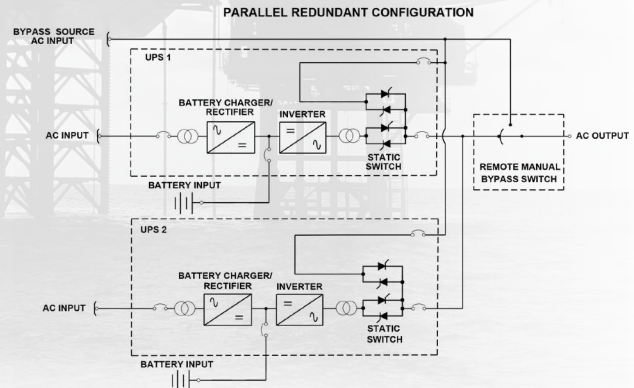 PARALLEL REDUNDANT CONFIGURATION
BYPASS SOURCE
AC INPUT
UPS 1
BATTERY CHARGER/
RECTIFIER
INVERTER
AC INPUT
STATIC
SWITCH
BATTERY INPUT
AC OUTPUT
REMOTE MANUAL
BYPASS SWITCH
UPS 2
BATTERY CHARGER/
RECTIFIER
INVERTER
AC INPUT
STATIC
SWITCH
BATTERY INPUT